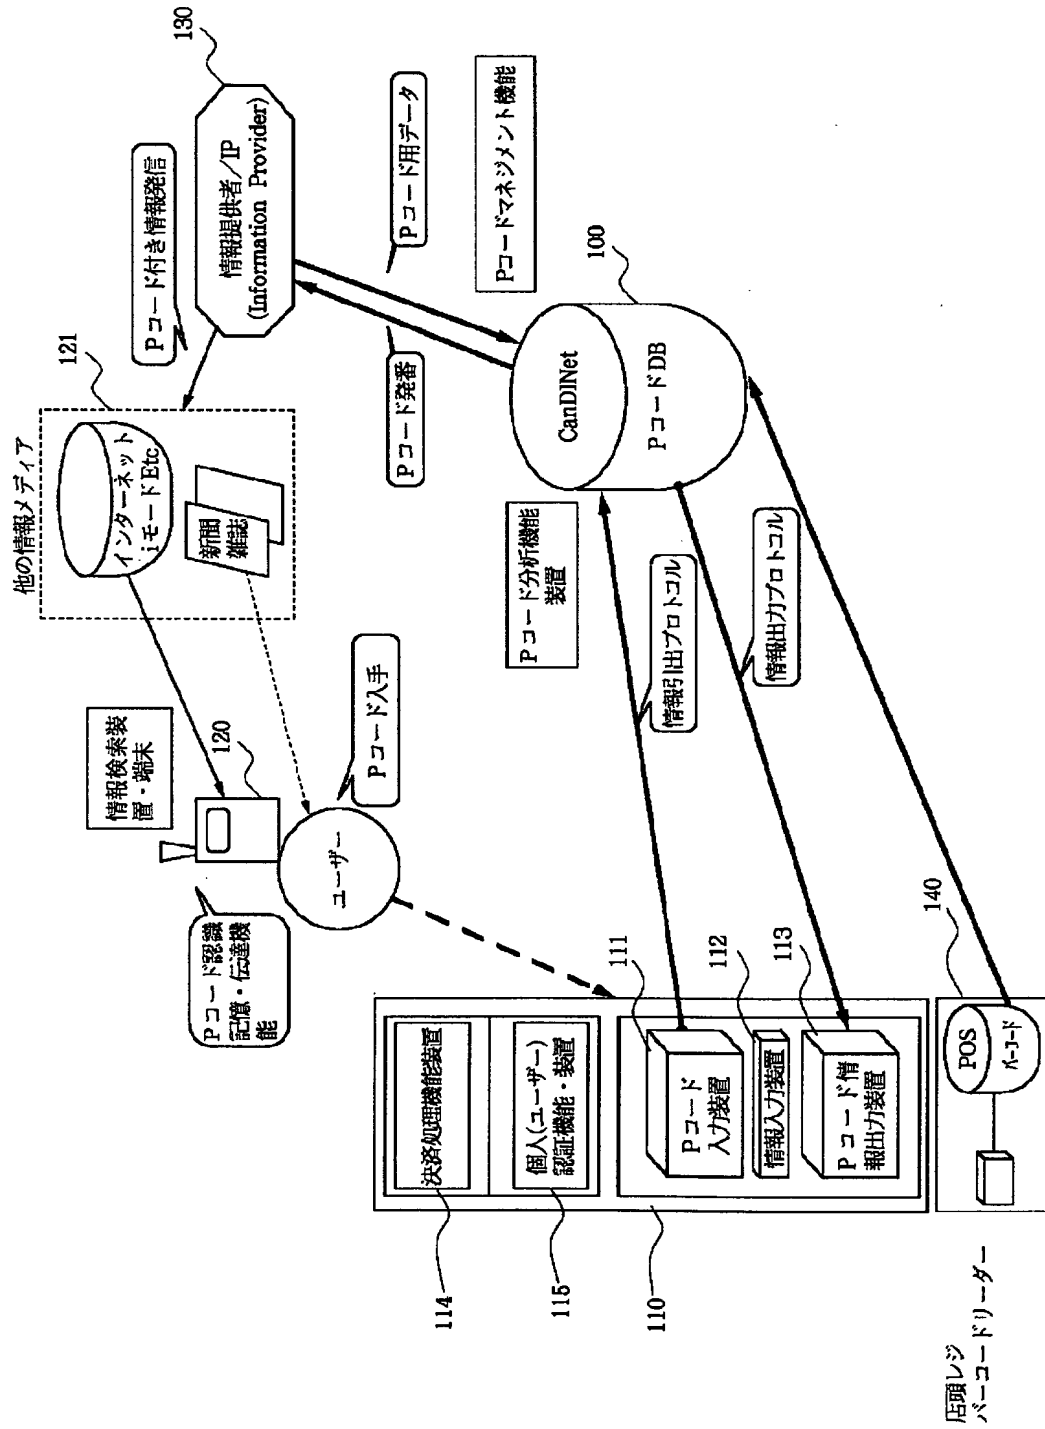 他の情報メディア
121
インターネット
iモードEtc.
新聞
雑誌
Pコード付き情報発信
130
情報提供者/IP
(Information Provider)
情報検索装
置・端末
120
Pコード認識
記憶・伝達機
能
ユーザー
Pコード入手
Pコード発番
Pコード用データ
Pコードマネジメント機能
100
CanDINet
PコードDB
Pコード分析機能
装置
情報引出プロトコル
情報出力プロトコル
決済処理機能装置
114
個人(ユーザー)
認証機能・装置
115
110
111
Pコード
入力装置
112
情報入力装置
113
Pコード情
報出力装置
140
POS
バーコード
店頭レジ
バーコードリーダー